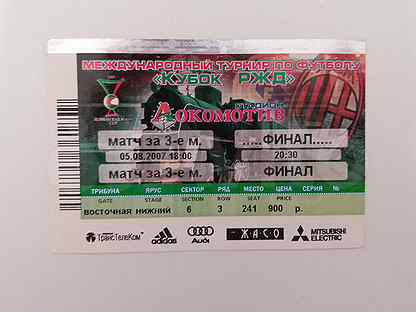 МЕЖДУНАРОДНЫЙ ТУРНИР ПО ФУТБОЛУ
«КУБОК РЖД»
СТАДИОН
ЛОКОМОТИВ
матч за 3-е м. .....ФИНАЛ.....
05.08.2007 18:00 20:30
матч за 3-е м. ФИНАЛ
ТРИБУНА ЯРУС СЕКТОР РЯД МЕСТО ЦЕНА СЕРИЯ №
GATE STAGE SECTION ROW SEAT PRICE
восточная нижний 6 3 241 900 р.
ТрансТелеКом adidas Audi ЖАСО MITSUBISHI ELECTRIC